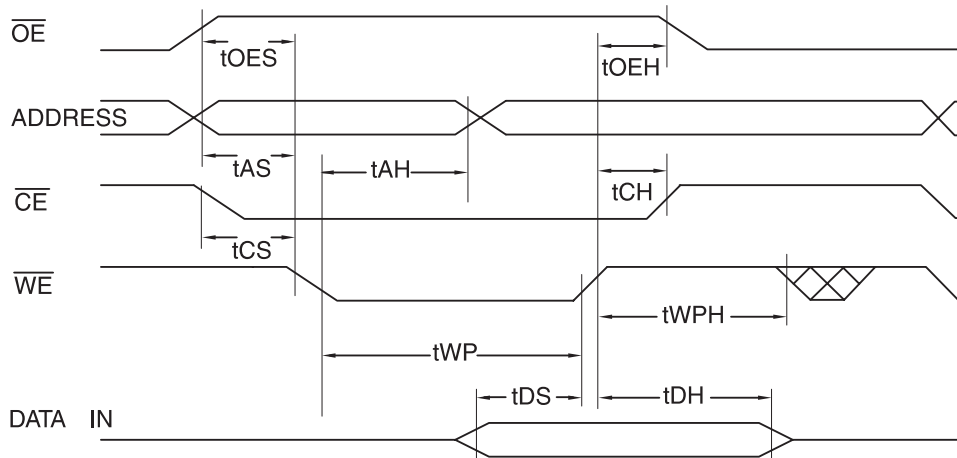 OE
tOES
tOEH
ADDRESS
tAS
tAH
tCH
CE
tCS
WE
tWPH
tWP
tDS
tDH
DATA IN